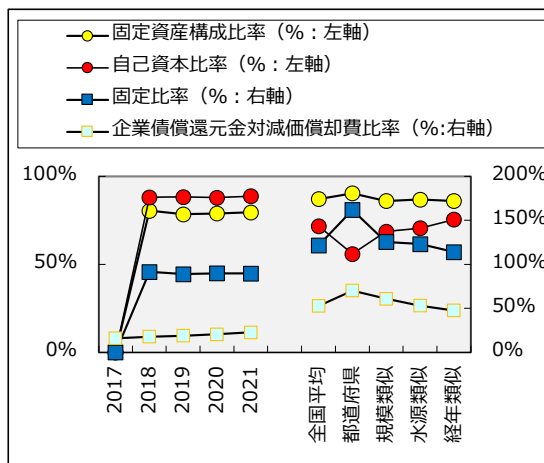 固定資産構成比率（%：左軸）
自己資本比率（%：左軸）
固定比率（%：右軸）
企業債償還元金対減価償却費比率（%:右軸）
100%
50%
0%
200%
150%
100%
50%
0%
2017
2018
2019
2020
2021
全国平均
都道府県
規模類似
水源類似
経年類似